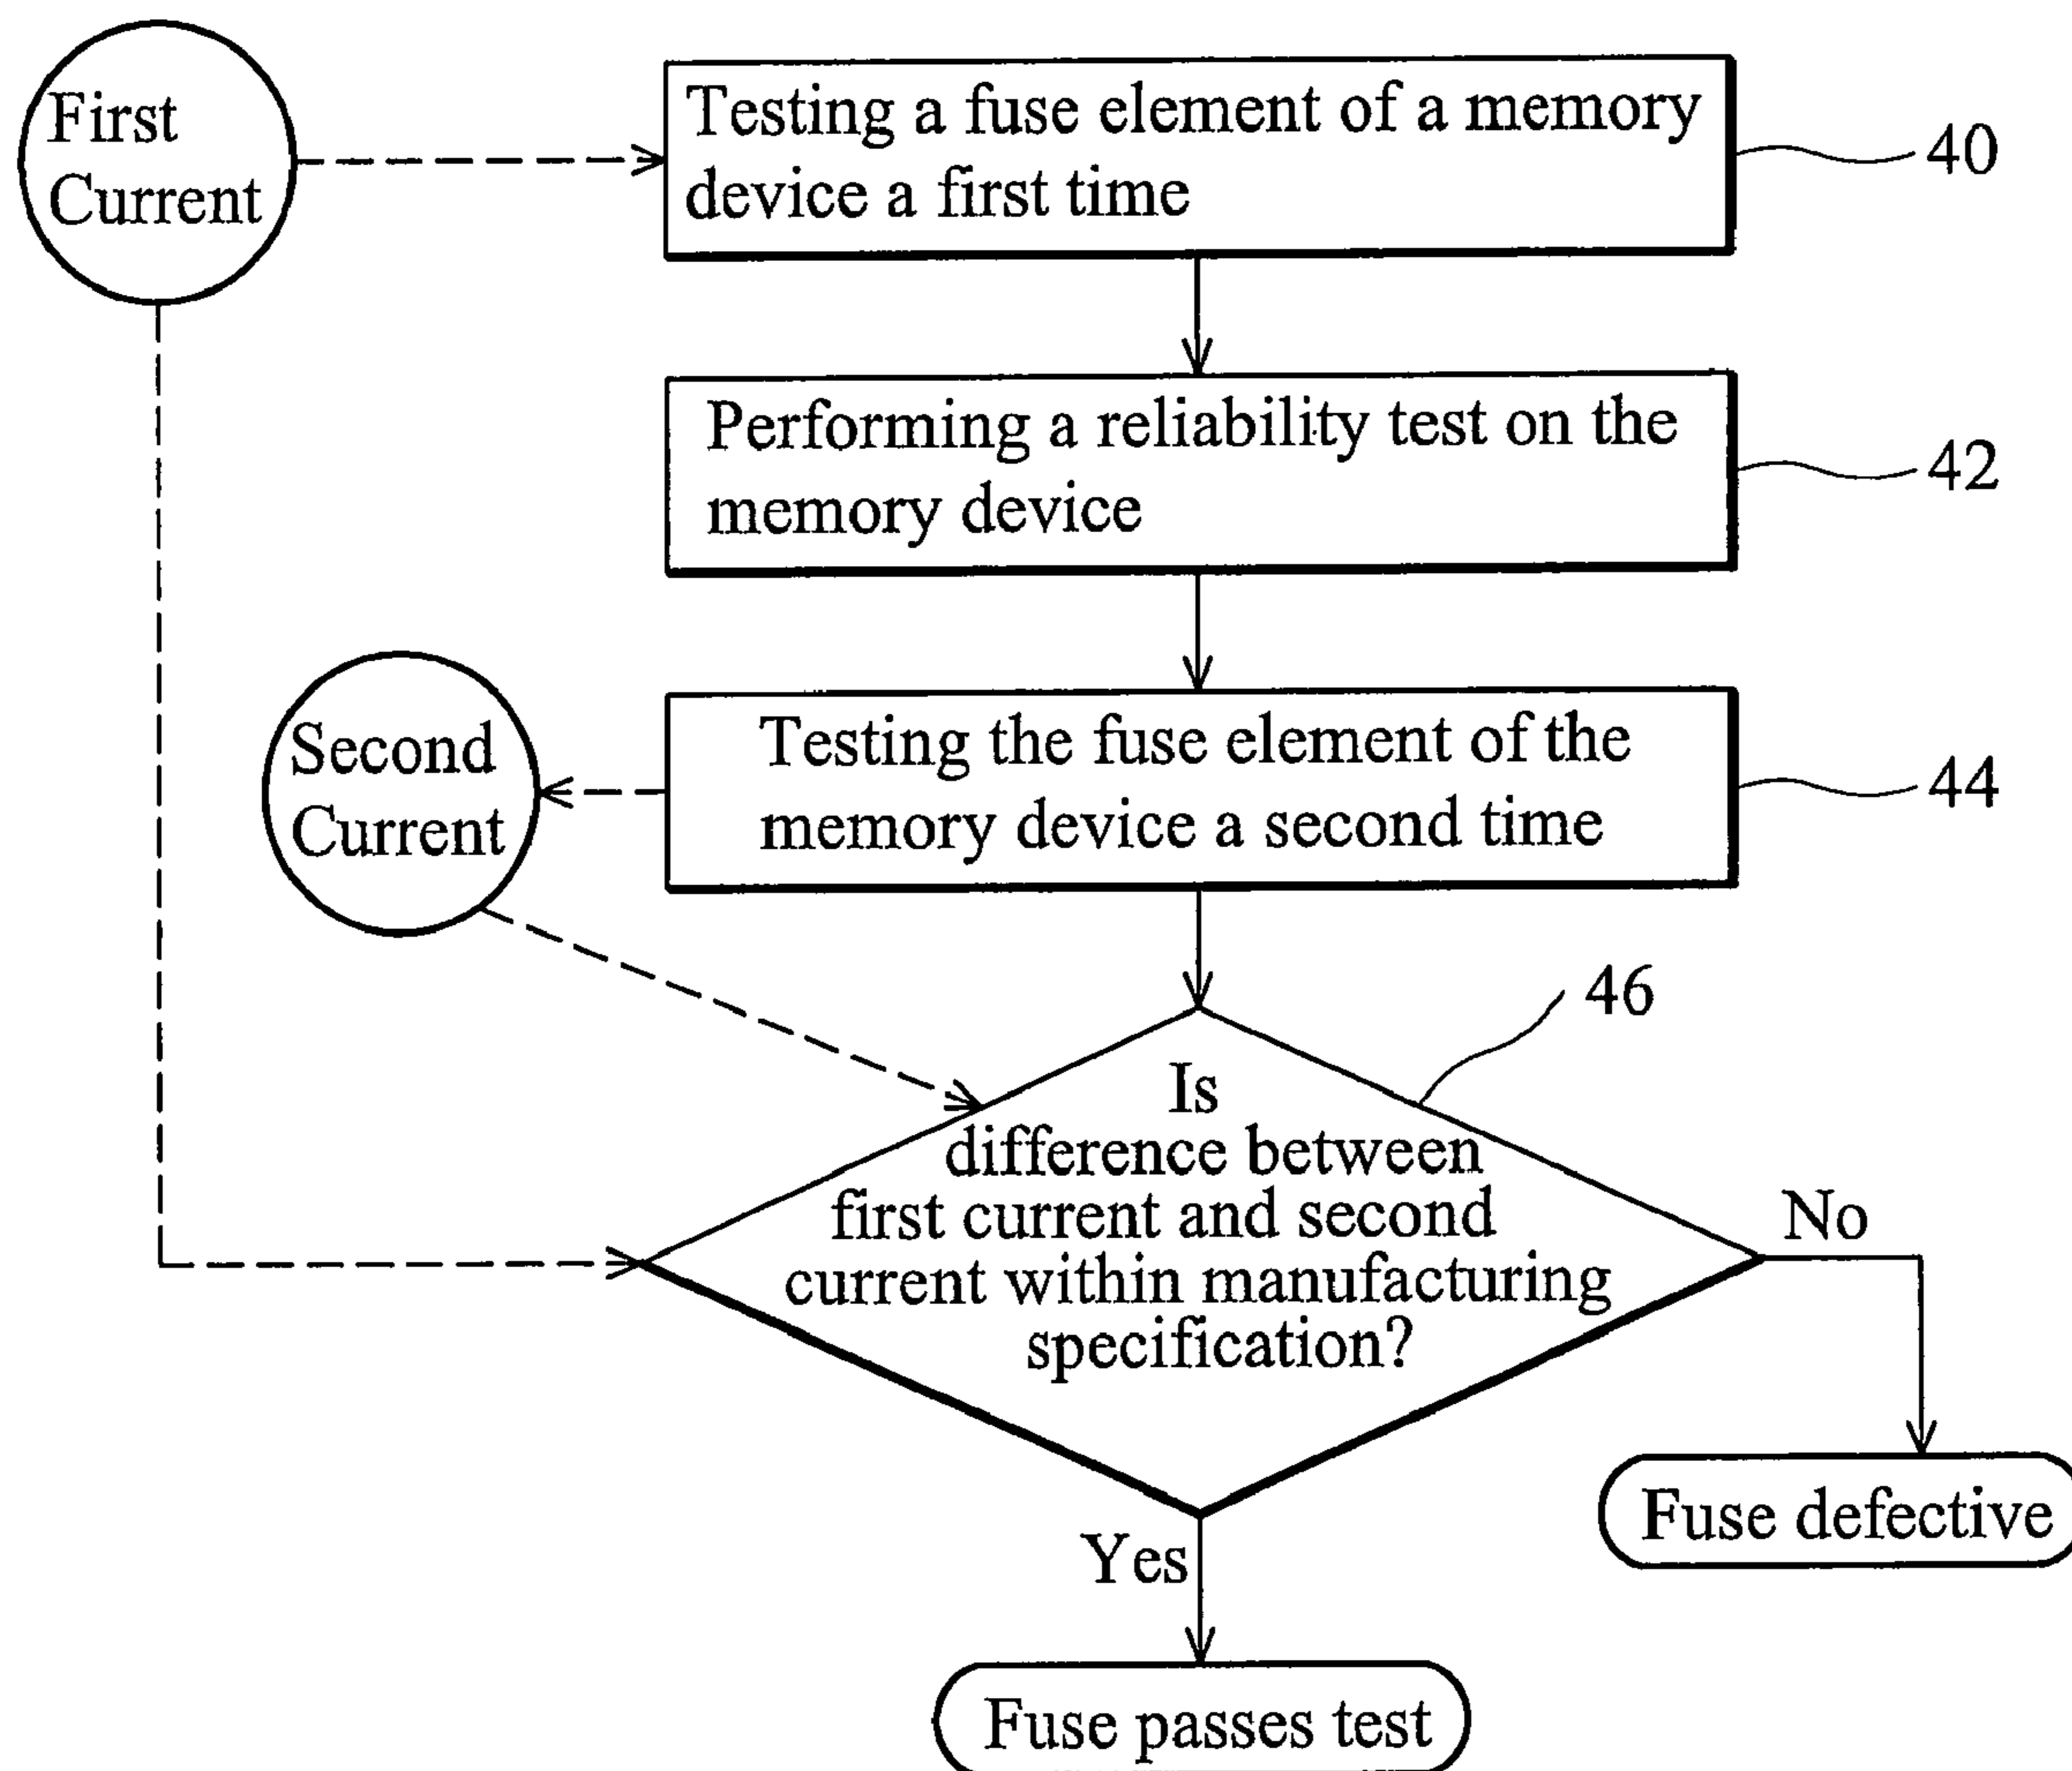 First
Current
Testing a fuse element of a memory
device a first time
40
Performing a reliability test on the
memory device
42
Second
Current
Testing the fuse element of the
memory device a second time
44
46
Is
difference between
first current and second
current within manufacturing
specification?
No
Fuse defective
Yes
Fuse passes test